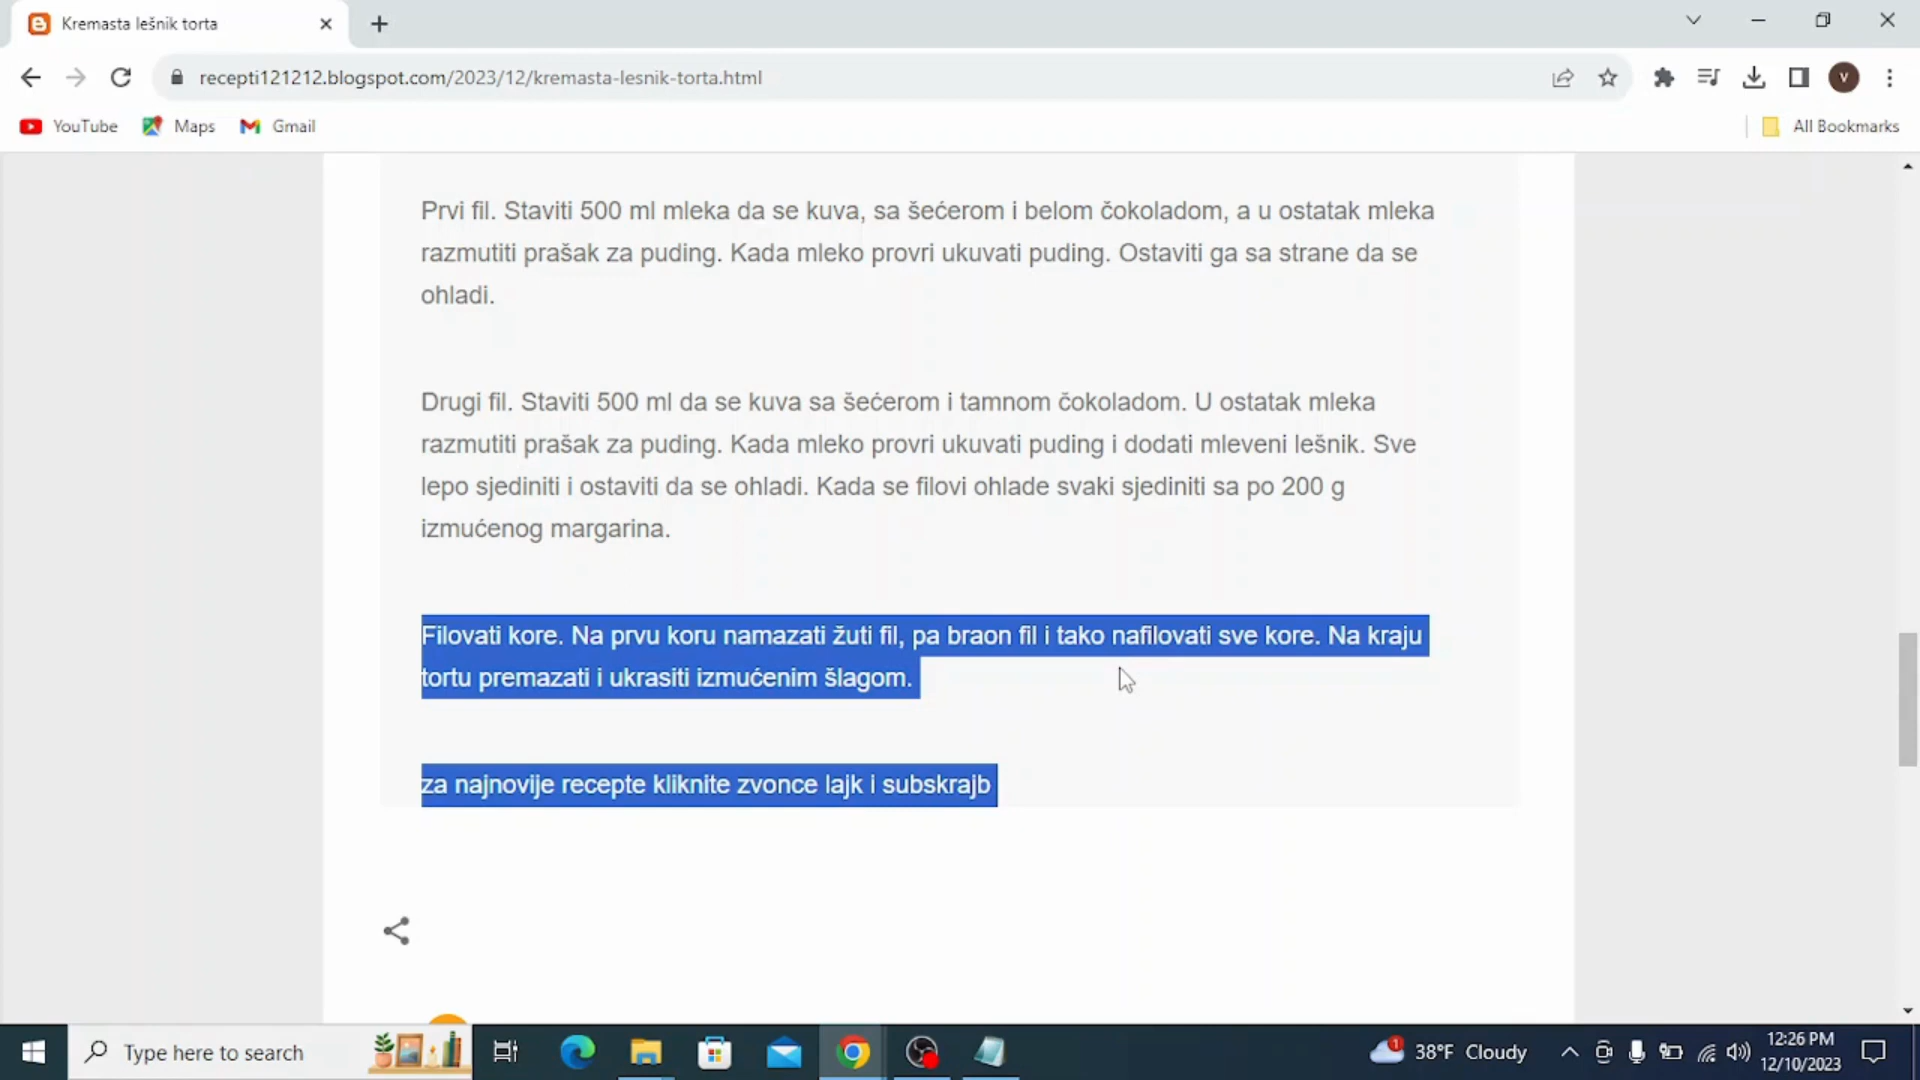 Kremasta lešnik torta
recepti121212.blogspot.com/2023/12/kremasta-lesnik-torta.html
V
YouTube
Maps
Gmail
All Bookmarks
Prvi fil. Staviti 500 ml mleka da se kuva, sa šećerom i belom čokoladom, a u ostatak mleka
razmutiti prašak za puding. Kada mleko provri ukuvati puding. Ostaviti ga sa strane da se
ohladi.
Drugi fil. Staviti 500 ml da se kuva sa šećerom i tamnom čokoladom. U ostatak mleka
razmutiti prašak za puding. Kada mleko provri ukuvati puding i dodati mleveni lešnik. Sve
lepo sjediniti i ostaviti da se ohladi. Kada se filovi ohlade svaki sjediniti sa po 200 g
izmućenog margarina.
Filovati kore. Na prvu koru namazati žuti fil, pa braon fil i tako nafilovati sve kore. Na kraju
tortu premazati i ukrasiti izmućenim šlagom.
za najnovije recepte kliknite zvonce lajk i subskrajb
Type here to search
1
38°F Cloudy
12:26 PM
12/10/2023